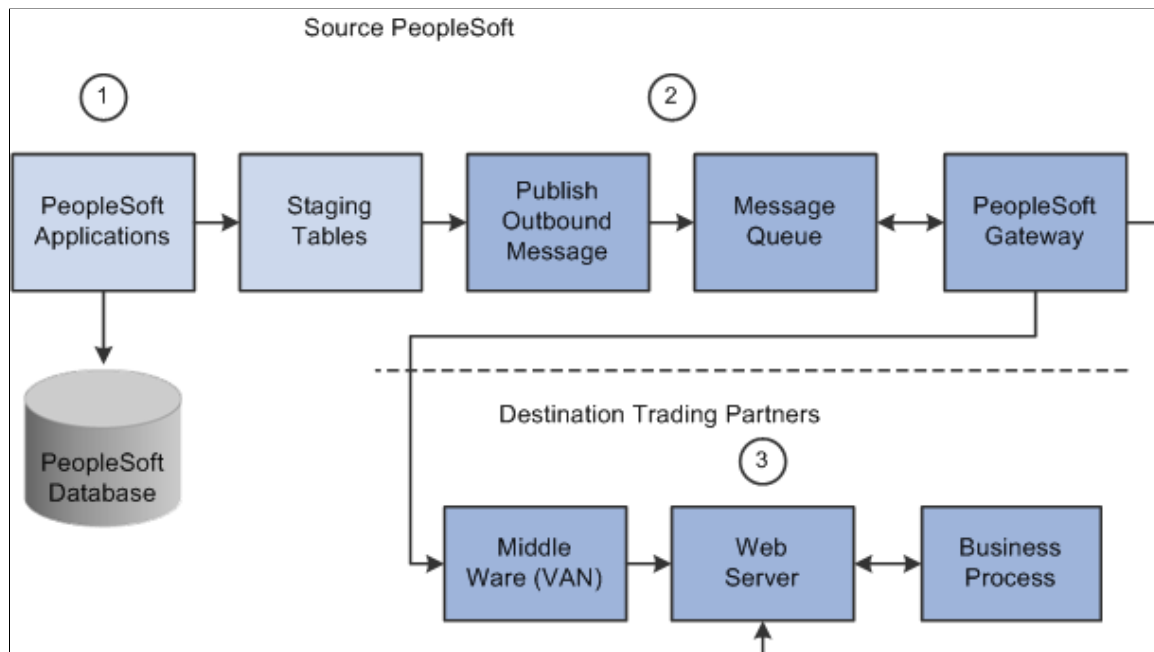 Source PeopleSoft
1
2
PeopleSoft
Applications
Staging
Tables
Publish
Outbound
Message
Message
Queue
PeopleSoft
Gateway
PeopleSoft
Database
Destination Trading Partners
3
Middle
Ware (VAN)
Web
Server
Business
Process